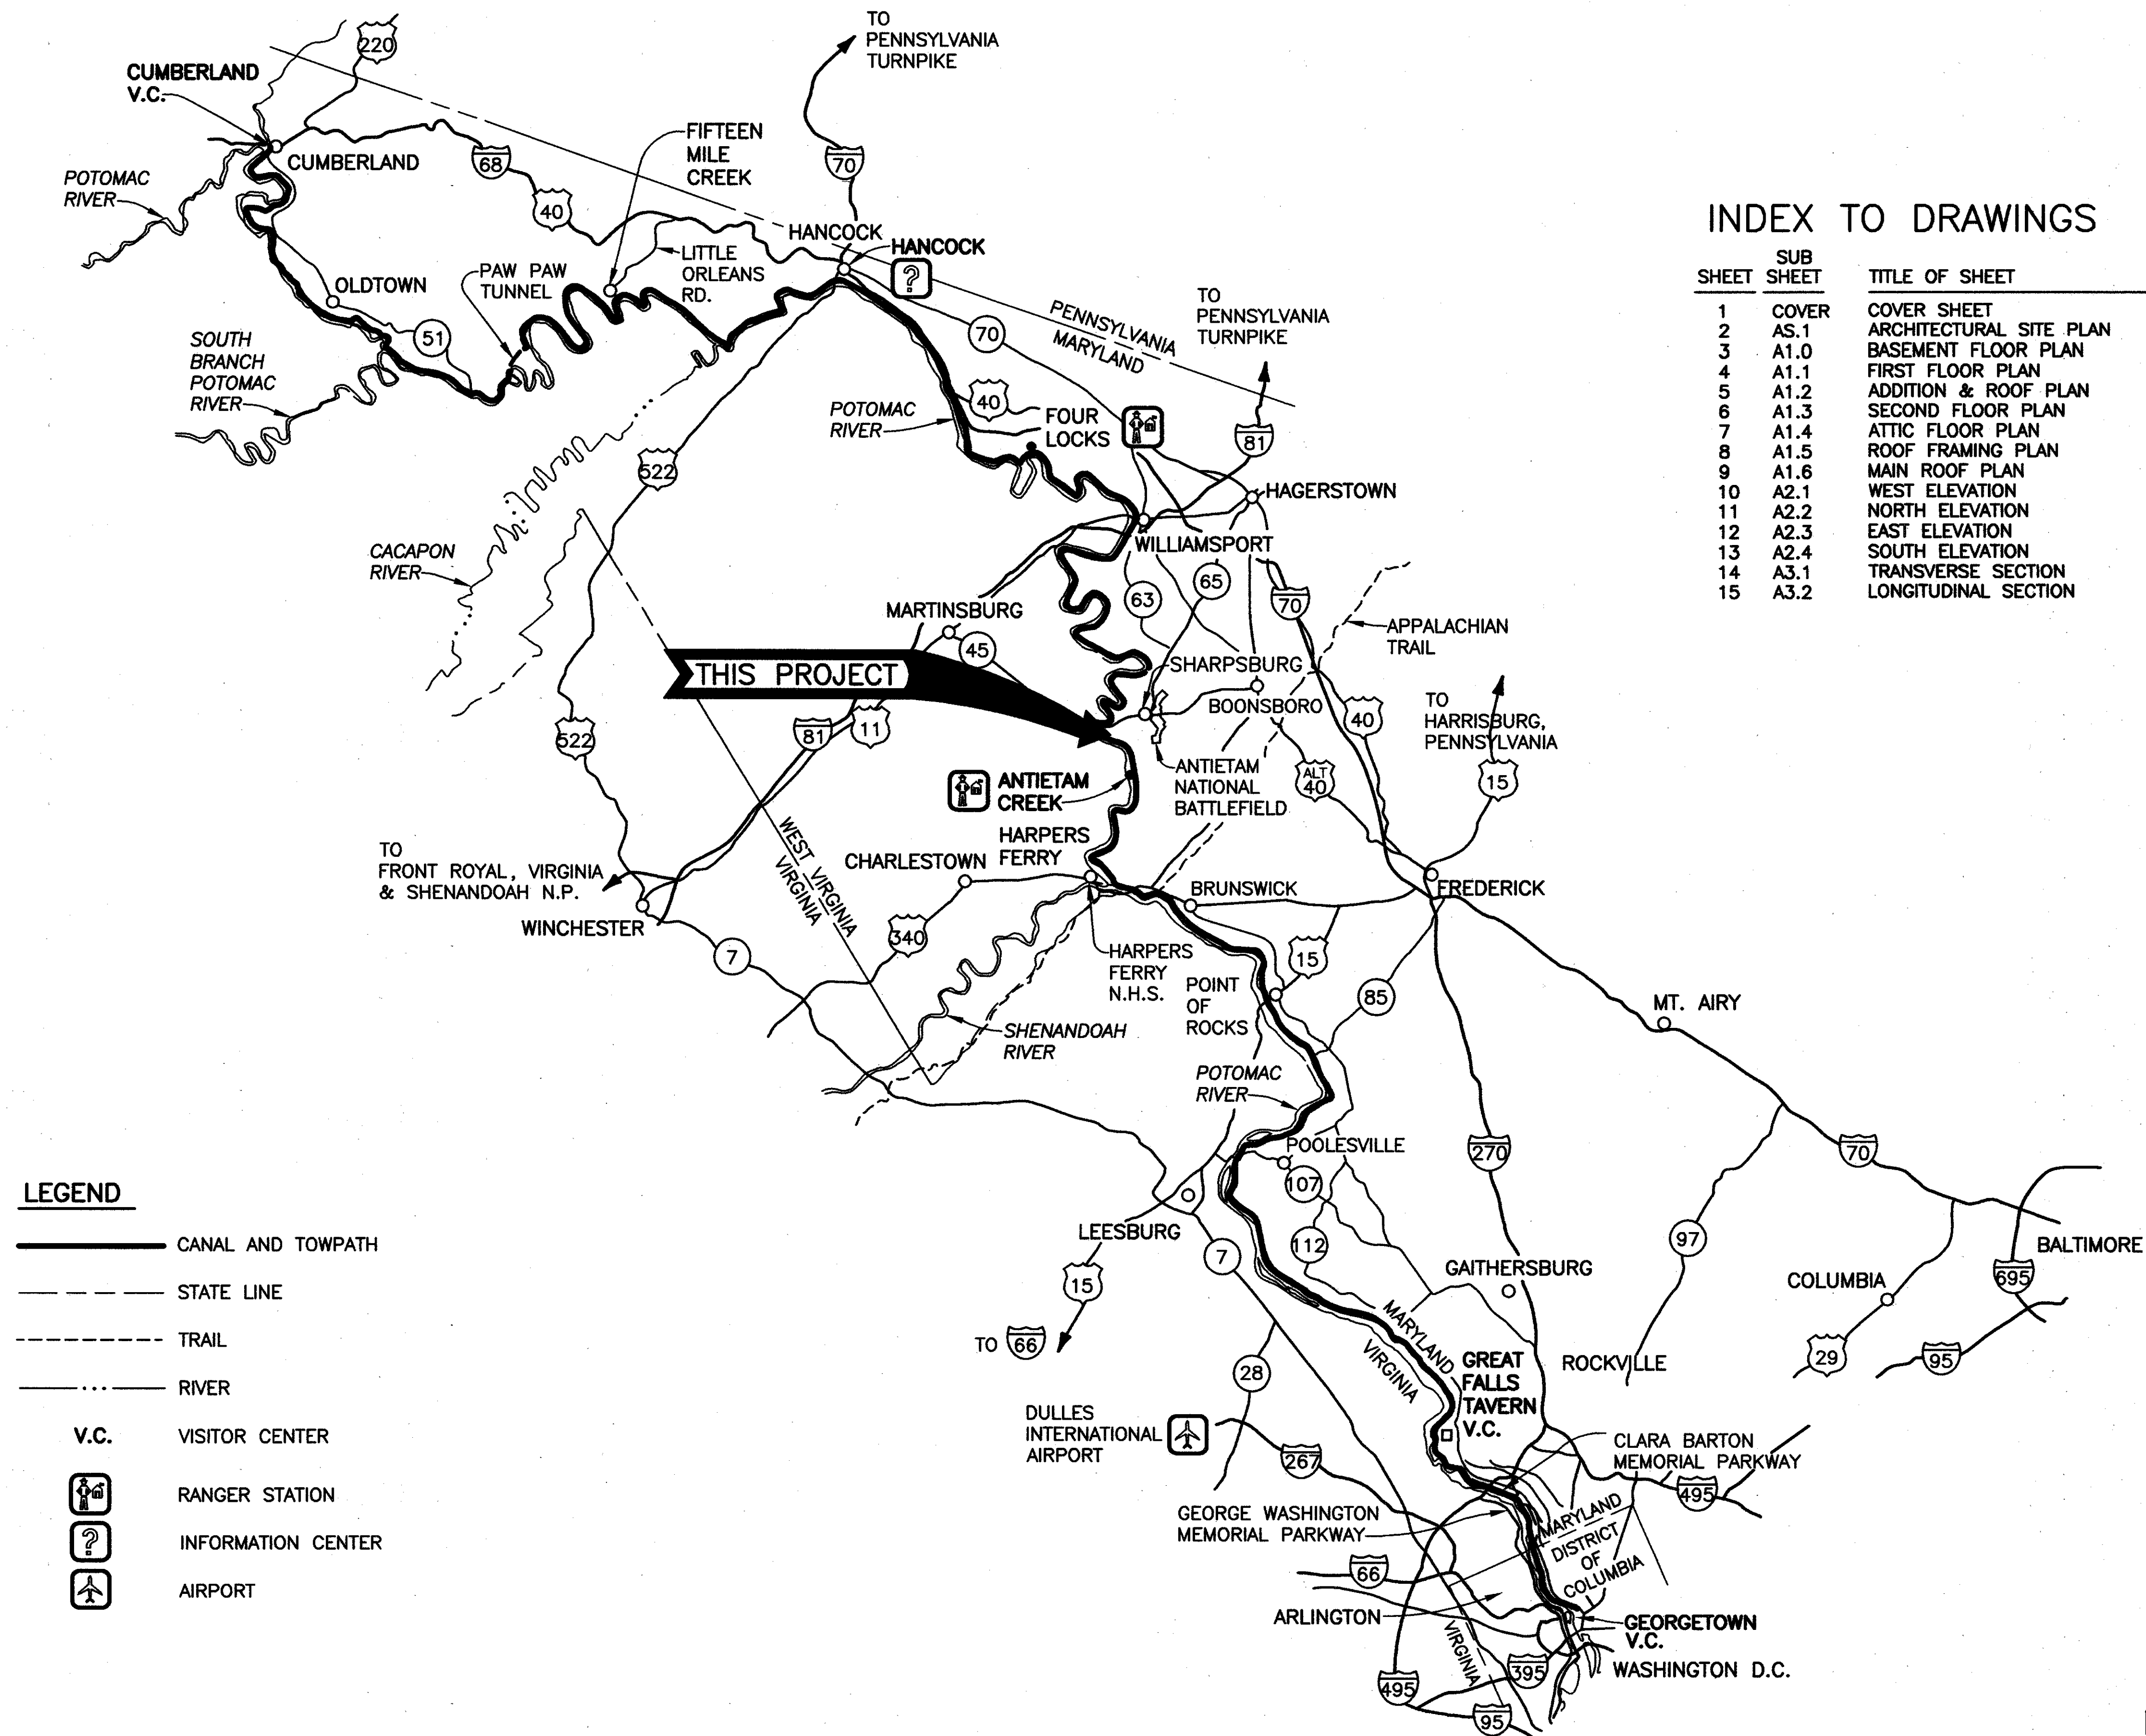 TO
PENNSYLVANIA
TURNPIKE
220
CUMBERLAND
V.C.
CUMBERLAND
68
FIFTEEN
MILE
CREEK
70
POTOMAC
RIVER
40
HANCOCK
HANCOCK
?
LITTLE
ORLEANS
RD.
PAW PAW
TUNNEL
OLDTOWN
51
SOUTH
BRANCH
POTOMAC
RIVER
70
PENNSYLVANIA
MARYLAND
TO
PENNSYLVANIA
TURNPIKE
POTOMAC
RIVER
40
FOUR
LOCKS
81
522
HAGERSTOWN
CACAPON
RIVER
WILLIAMSPORT
63
65
70
MARTINSBURG
45
APPALACHIAN
TRAIL
THIS PROJECT
SHARPSBURG
BOONSBORO
522
81
11
40
TO
HARRISBURG,
PENNSYLVANIA
15
ANTIETAM
CREEK
ANTIETAM
NATIONAL
BATTLEFIELD
ALT
40
HARPERS
FERRY
WEST VIRGINIA
VIRGINIA
TO
FRONT ROYAL, VIRGINIA
& SHENANDOAH N.P.
CHARLESTOWN
BRUNSWICK
FREDERICK
WINCHESTER
7
340
HARPERS
FERRY
N.H.S.
15
POINT
OF
ROCKS
85
MT. AIRY
SHENANDOAH
RIVER
POTOMAC
RIVER
POOLESVILLE
107
270
70
LEESBURG
7
112
97
BALTIMORE
15
GAITHERSBURG
COLUMBIA
695
TO 66
MARYLAND
VIRGINIA
28
GREAT
FALLS
TAVERN
V.C.
ROCKVILLE
29
95
DULLES
INTERNATIONAL
AIRPORT
267
CLARA BARTON
MEMORIAL PARKWAY
495
GEORGE WASHINGTON
MEMORIAL PARKWAY
MARYLAND
DISTRICT
OF
COLUMBIA
66
ARLINGTON
GEORGETOWN
V.C.
VIRGINIA
395
WASHINGTON D.C.
495
95
INDEX TO DRAWINGS
SUB
SHEET SHEET TITLE OF SHEET
1 COVER COVER SHEET
2 AS.1 ARCHITECTURAL SITE PLAN
3 A1.0 BASEMENT FLOOR PLAN
4 A1.1 FIRST FLOOR PLAN
5 A1.2 ADDITION & ROOF PLAN
6 A1.3 SECOND FLOOR PLAN
7 A1.4 ATTIC FLOOR PLAN
8 A1.5 ROOF FRAMING PLAN
9 A1.6 MAIN ROOF PLAN
10 A2.1 WEST ELEVATION
11 A2.2 NORTH ELEVATION
12 A2.3 EAST ELEVATION
13 A2.4 SOUTH ELEVATION
14 A3.1 TRANSVERSE SECTION
15 A3.2 LONGITUDINAL SECTION
LEGEND
CANAL AND TOWPATH
STATE LINE
TRAIL
RIVER
V.C. VISITOR CENTER
RANGER STATION
? INFORMATION CENTER
AIRPORT